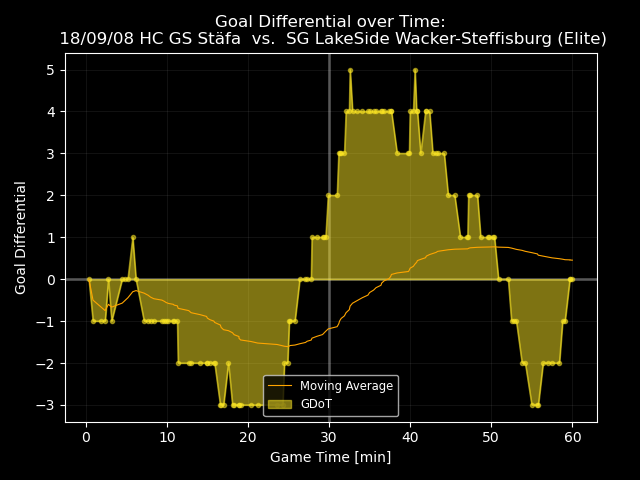 Goal Differential over Time:
18/09/08 HC GS Stäfa  vs.  SG LakeSide Wacker-Steffisburg (Elite)
Goal Differential
5
4
3
2
1
0
−1
−2
−3
Moving Average
GDoT
0 10 20 30 40 50 60
Game Time [min]